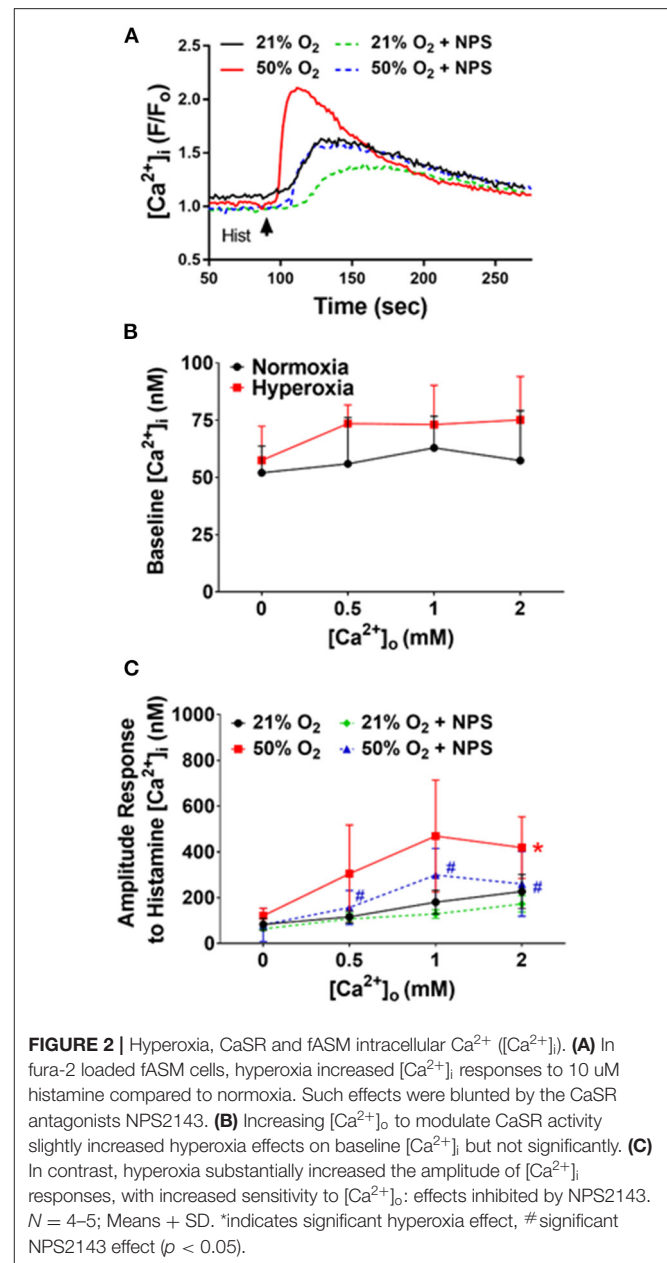 A
21% O₂
21% O₂ + NPS
50% O₂
50% O₂ + NPS
[Ca²⁺]ᵢ (F/Fₒ)
2.5
2.0
1.5
1.0
0.5
Hist
50
100
150
200
250
Time (sec)
B
Normoxia
Hyperoxia
Baseline [Ca²⁺]ᵢ (nM)
100
75
50
25
0
0
0.5
1
2
[Ca²⁺]ₒ (mM)
C
21% O₂
21% O₂ + NPS
50% O₂
50% O₂ + NPS
Amplitude Response
to Histamine [Ca²⁺]ᵢ (nM)
1000
800
600
400
200
0
*
#
#
#
0
0.5
1
2
[Ca²⁺]ₒ (mM)
FIGURE 2 | Hyperoxia, CaSR and fASM intracellular Ca²⁺ ([Ca²⁺]ᵢ). (A) In
fura-2 loaded fASM cells, hyperoxia increased [Ca²⁺]ᵢ responses to 10 uM
histamine compared to normoxia. Such effects were blunted by the CaSR
antagonists NPS2143. (B) Increasing [Ca²⁺]ₒ to modulate CaSR activity
slightly increased hyperoxia effects on baseline [Ca²⁺]ᵢ but not significantly. (C)
In contrast, hyperoxia substantially increased the amplitude of [Ca²⁺]ᵢ
responses, with increased sensitivity to [Ca²⁺]ₒ: effects inhibited by NPS2143.
N = 4–5; Means + SD. *indicates significant hyperoxia effect, #significant
NPS2143 effect (p < 0.05).